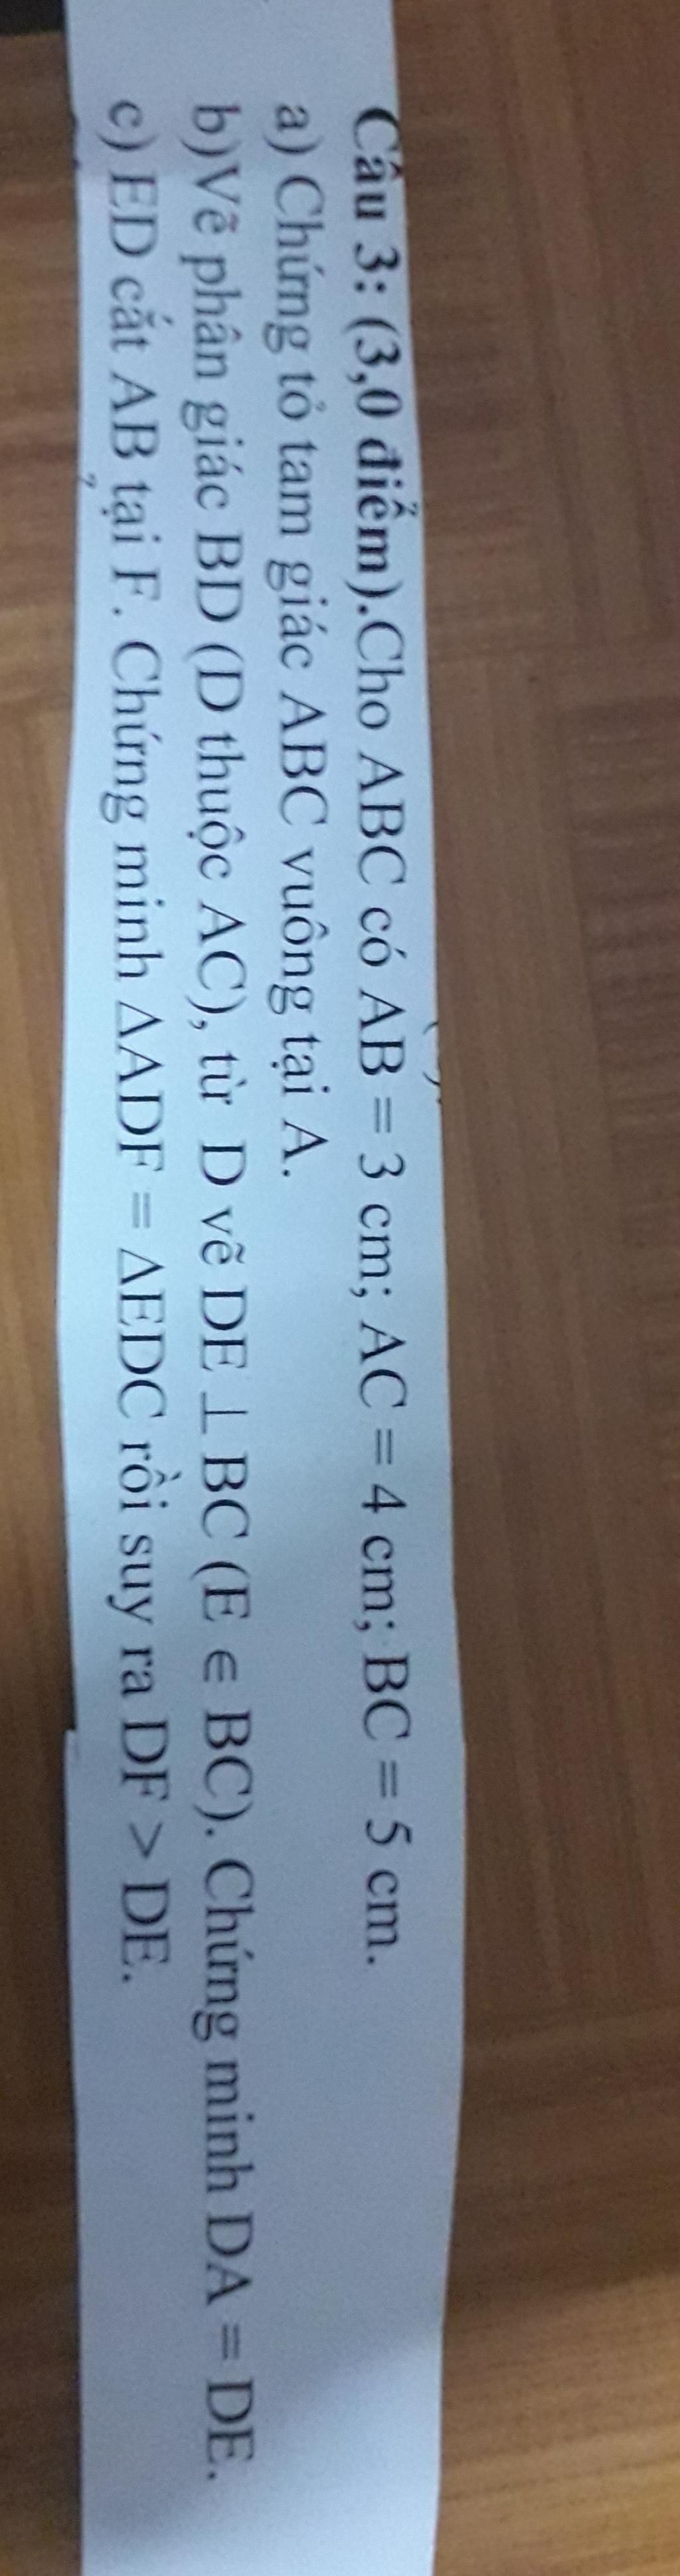 Câu 3: (3,0 điểm).Cho ABC có AB = 3 cm; AC = 4 cm; BC = 5 cm.
a) Chứng tỏ tam giác ABC vuông tại A.
b)Vẽ phân giác BD (D thuộc AC), từ D vẽ DE ⊥ BC (E ∈ BC). Chứng minh DA = DE.
c) ED cắt AB tại F. Chứng minh ΔADF = ΔEDC rồi suy ra DF > DE.